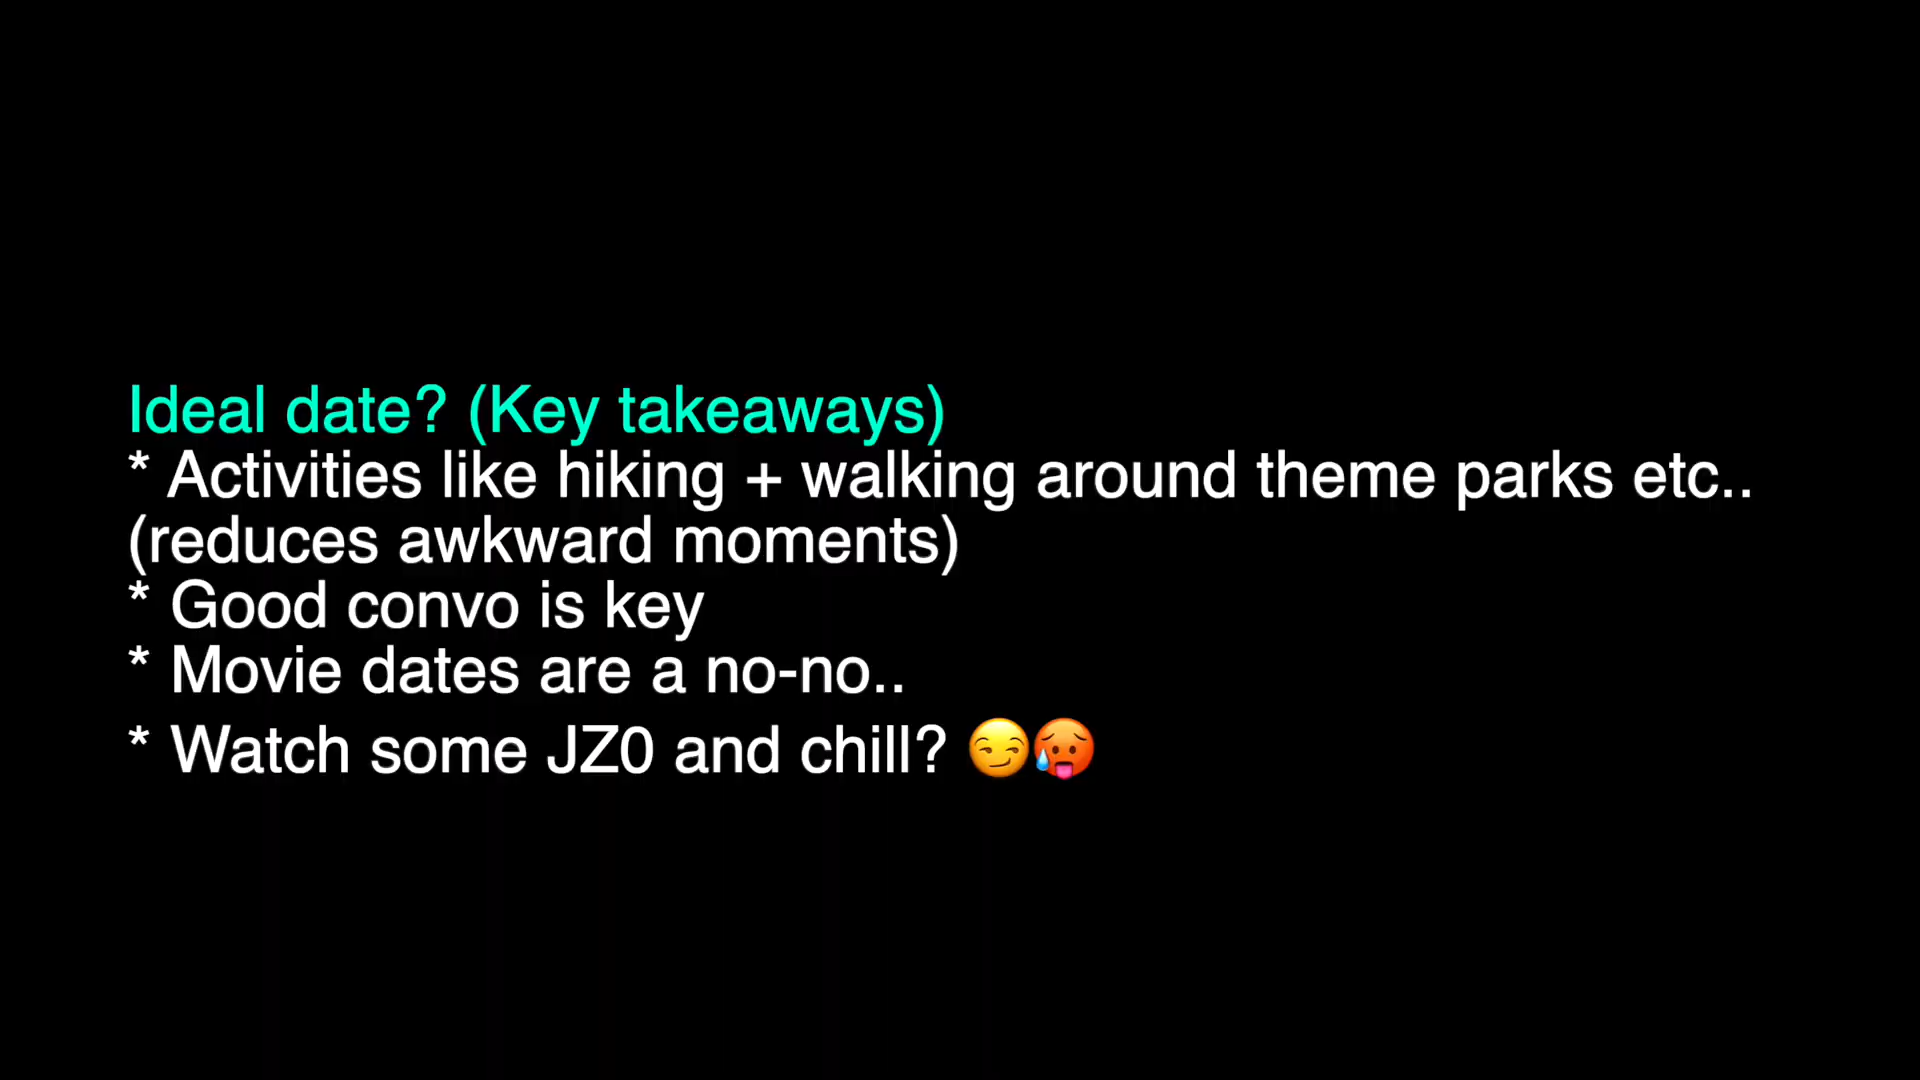 Ideal date? (Key takeaways)
* Activities like hiking + walking around theme parks etc..
(reduces awkward moments)
* Good convo is key
* Movie dates are a no-no..
* Watch some JZ0 and chill? 😏🥵